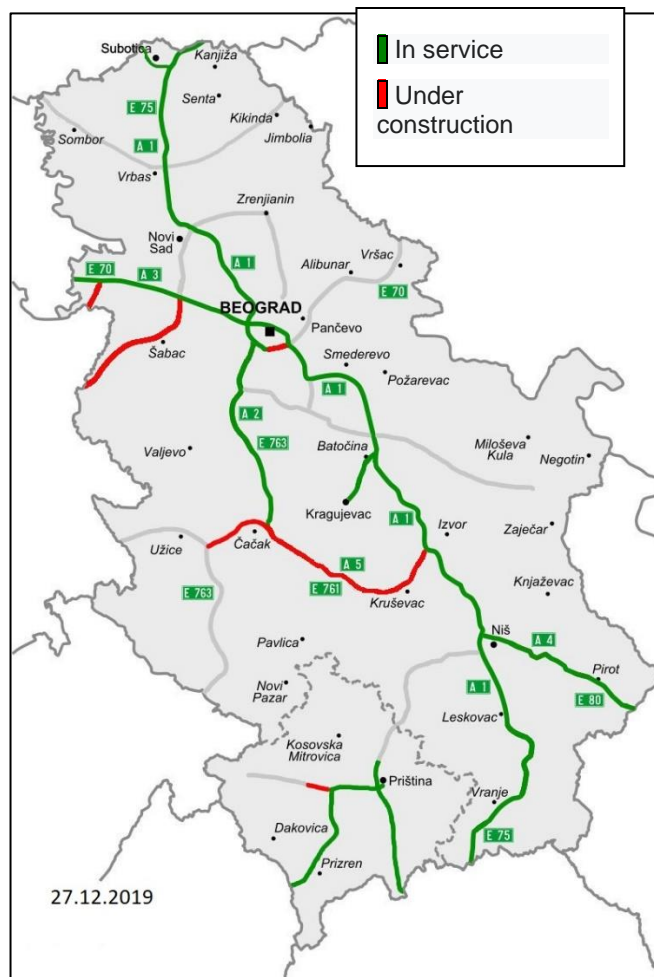 In service
Under
construction
Subotica
Kanjiža
E 75
Senta
Kikinda
Sombor
A 1
Jimbolia
Vrbas
Zrenjianin
Novi
Sad
A 1
Vršac
E 70
A 3
Alibunar
E 70
BEOGRAD
Pančevo
Šabac
Smederevo
A 1
Požarevac
A 2
E 763
Valjevo
Batočina
Miloševa
Kula
Negotin
Kragujevac
A 1
Izvor
Zaječar
Čačak
Užice
A 5
E 763
E 761
Kruševac
Knjaževac
Niš
A 4
Pavlica
Pirot
Novi
Pazar
A 1
E 80
Leskovac
Kosovska
Mitrovica
Priština
Vranje
Dakovica
E 75
Prizren
27.12.2019